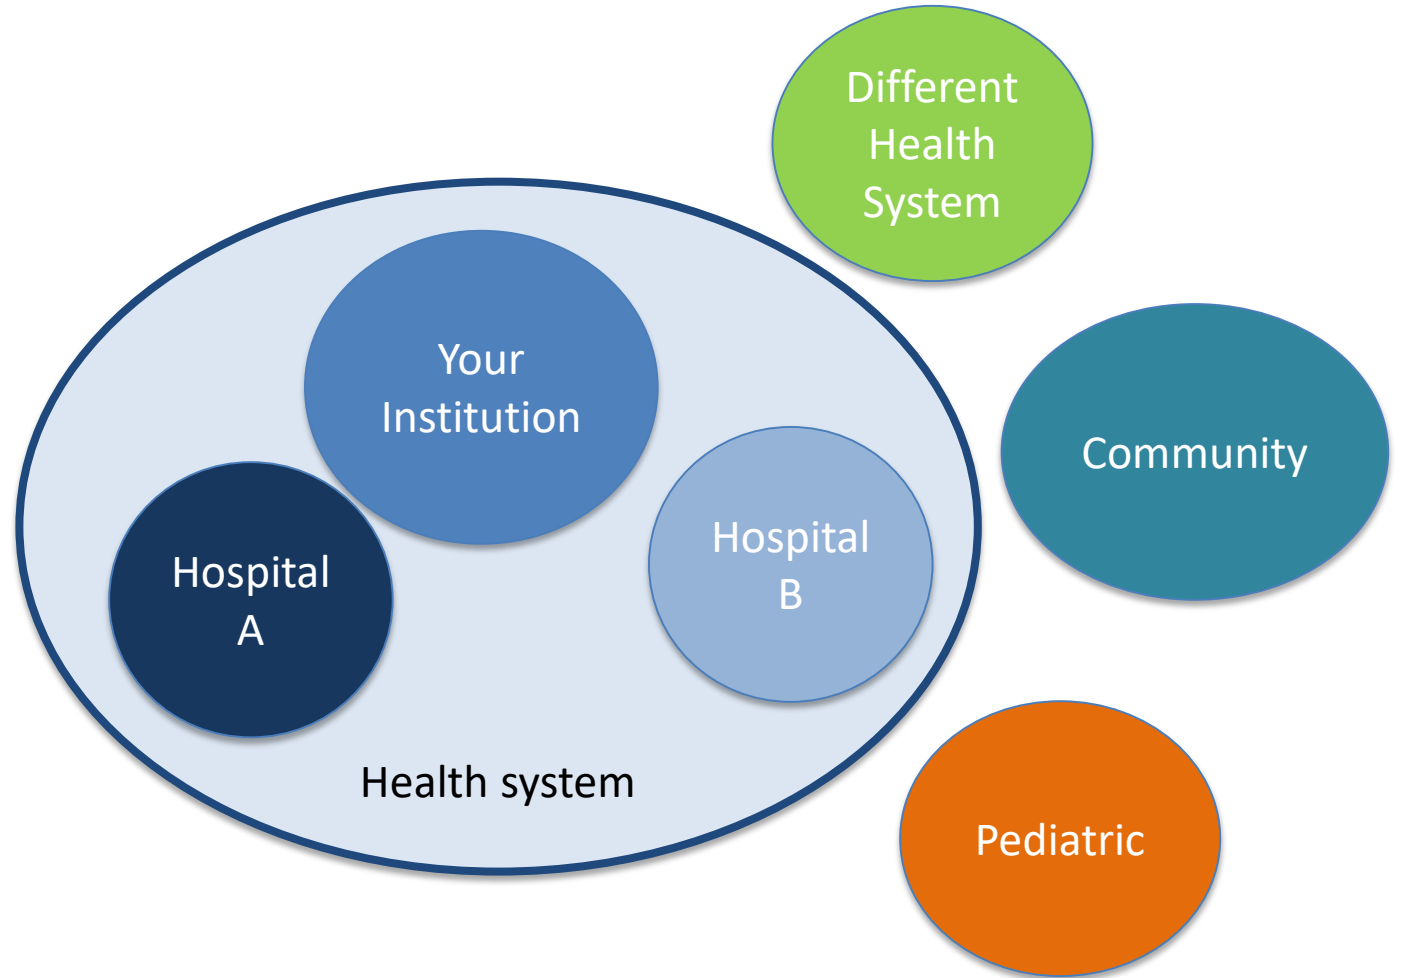 Different
Health
System
Your
Institution
Community
Hospital
B
Hospital
A
Health system
Pediatric